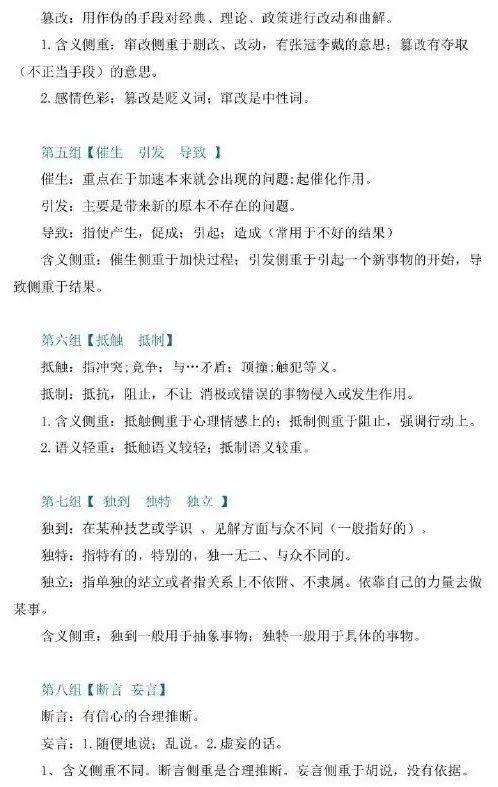 篡改：用作伪的手段对经典、理论、政策进行改动和曲解。
1.含义侧重：窜改侧重于删改、改动，有张冠李戴的意思；篡改有夺取
（不正当手段）的意思。
2.感情色彩：篡改是贬义词；窜改是中性词。
第五组【催生　引发　导致 】
催生：重点在于加速本来就会出现的问题;起催化作用。
引发：主要是带来新的原本不存在的问题。
导致：指使产生，促成；引起；造成（常用于不好的结果）
含义侧重：催生侧重于加快过程；引发侧重于引起一个新事物的开始，导
致侧重于结果。
第六组【抵触　抵制】
抵触：指冲突;竞争；与…矛盾；顶撞;触犯等义。
抵制：抵抗，阻止，不让 消极或错误的事物侵入或发生作用。
1.含义侧重：抵触侧重于心理情感上的；抵制侧重于阻止，强调行动上。
2.语义轻重：抵触语义较轻；抵制语义较重。
第七组【 独到　独特　独立 】
独到：在某种技艺或学识 、见解方面与众不同（一般指好的）。
独特：指特有的，特别的，独一无二、与众不同的。
独立：指单独的站立或者指关系上不依附、不隶属。依靠自己的力量去做
某事。
含义侧重：独到一般用于抽象事物；独特一般用于具体的事物。
第八组【断言 妄言】
断言：有信心的合理推断。
妄言：1.随便地说；乱说。2.虚妄的话。
1、含义侧重不同。断言侧重是合理推断。妄言侧重于胡说，没有依据。